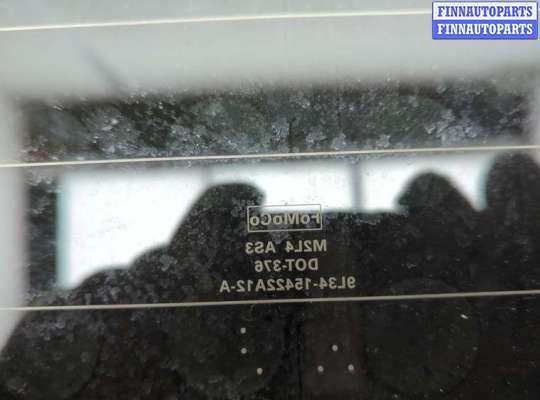 FINNAUTOPARTS
FINNAUTOPARTS
FoMoCo
M2L4 AS3
DOT-376
9L34-15422A12-A